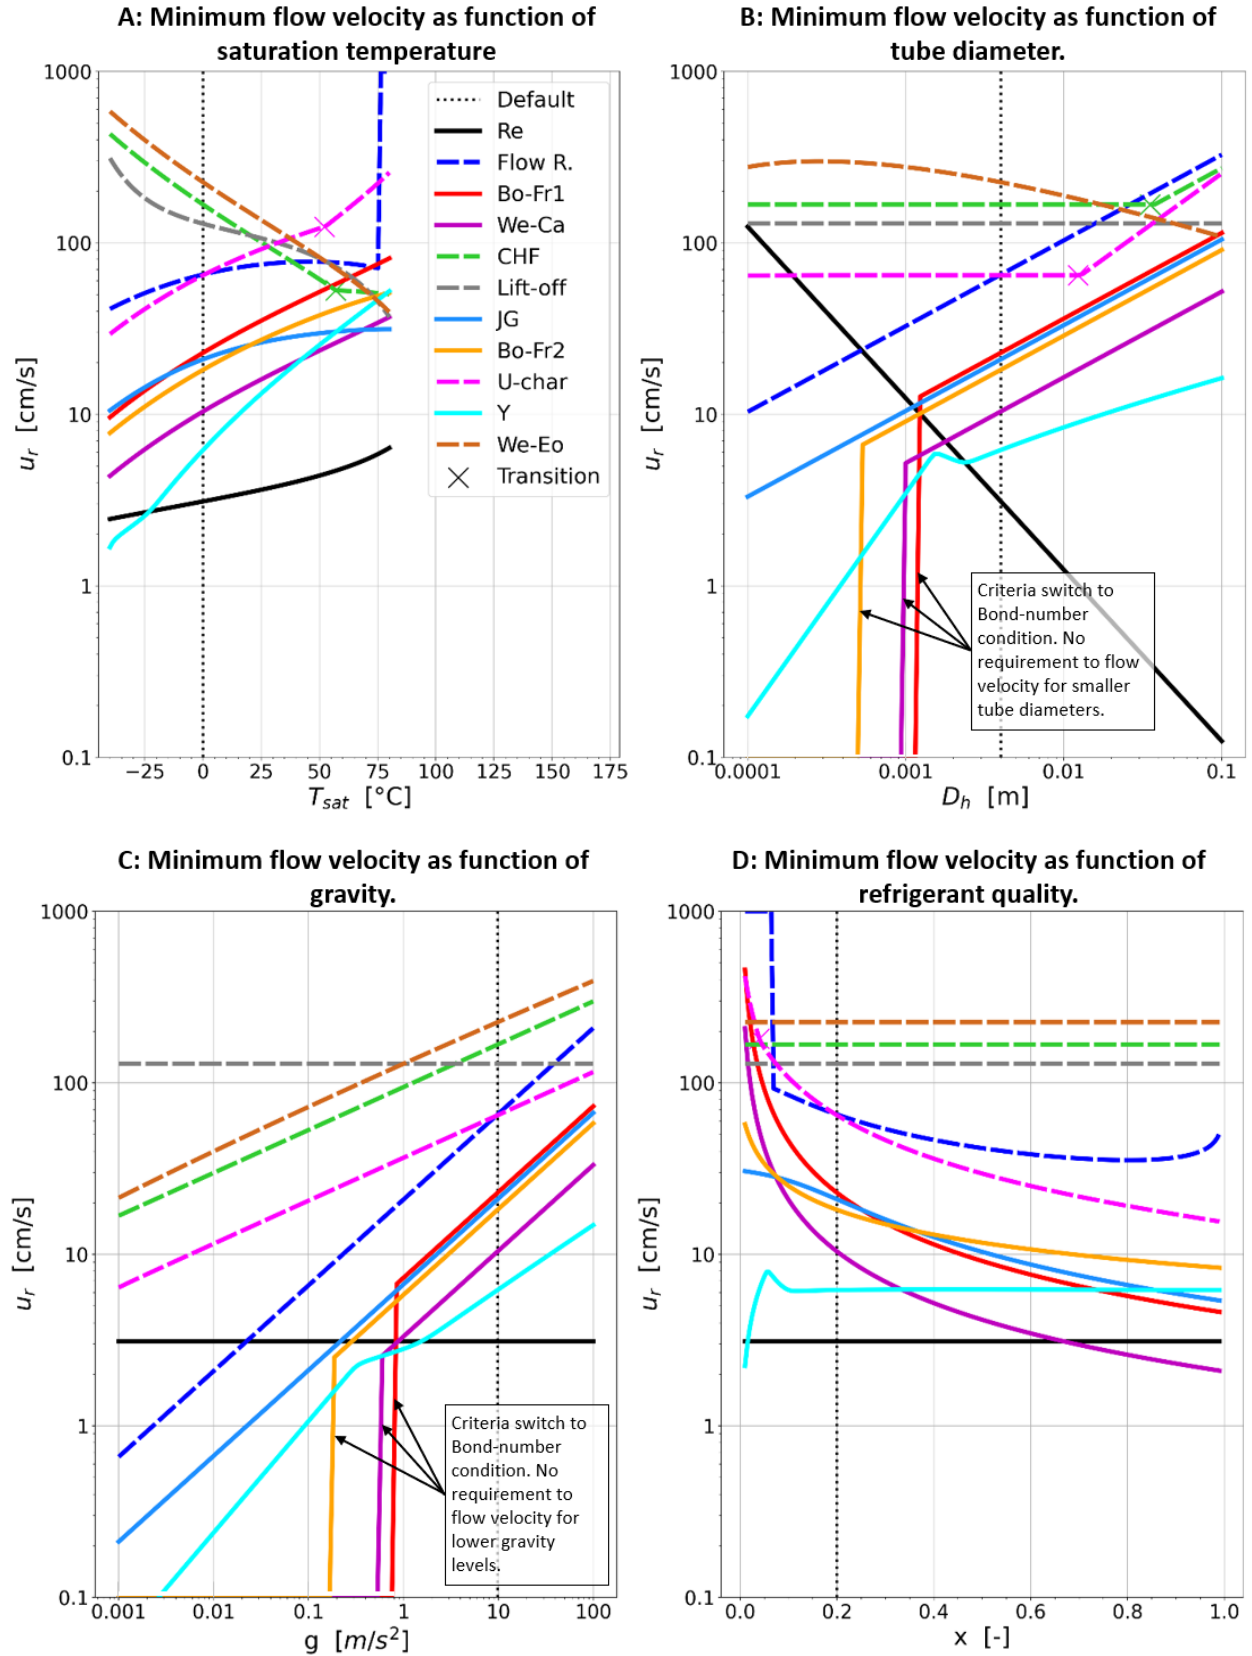 A: Minimum flow velocity as function of
saturation temperature
1000
100
10
1
0.1
u_r [cm/s]
−25 0 25 50 75 100 125 150 175
T_sat [°C]
Default
Re
Flow R.
Bo-Fr1
We-Ca
CHF
Lift-off
JG
Bo-Fr2
U-char
Y
We-Eo
Transition
B: Minimum flow velocity as function of
tube diameter.
1000
100
10
1
0.1
u_r [cm/s]
0.0001 0.001 0.01 0.1
D_h [m]
Criteria switch to
Bond-number
condition. No
requirement to flow
velocity for smaller
tube diameters.
C: Minimum flow velocity as function of
gravity.
1000
100
10
1
0.1
u_r [cm/s]
0.001 0.01 0.1 1 10 100
g [m/s²]
Criteria switch to
Bond-number
condition. No
requirement to
flow velocity for
lower gravity
levels.
D: Minimum flow velocity as function of
refrigerant quality.
1000
100
10
1
0.1
u_r [cm/s]
0.0 0.2 0.4 0.6 0.8 1.0
x [-]